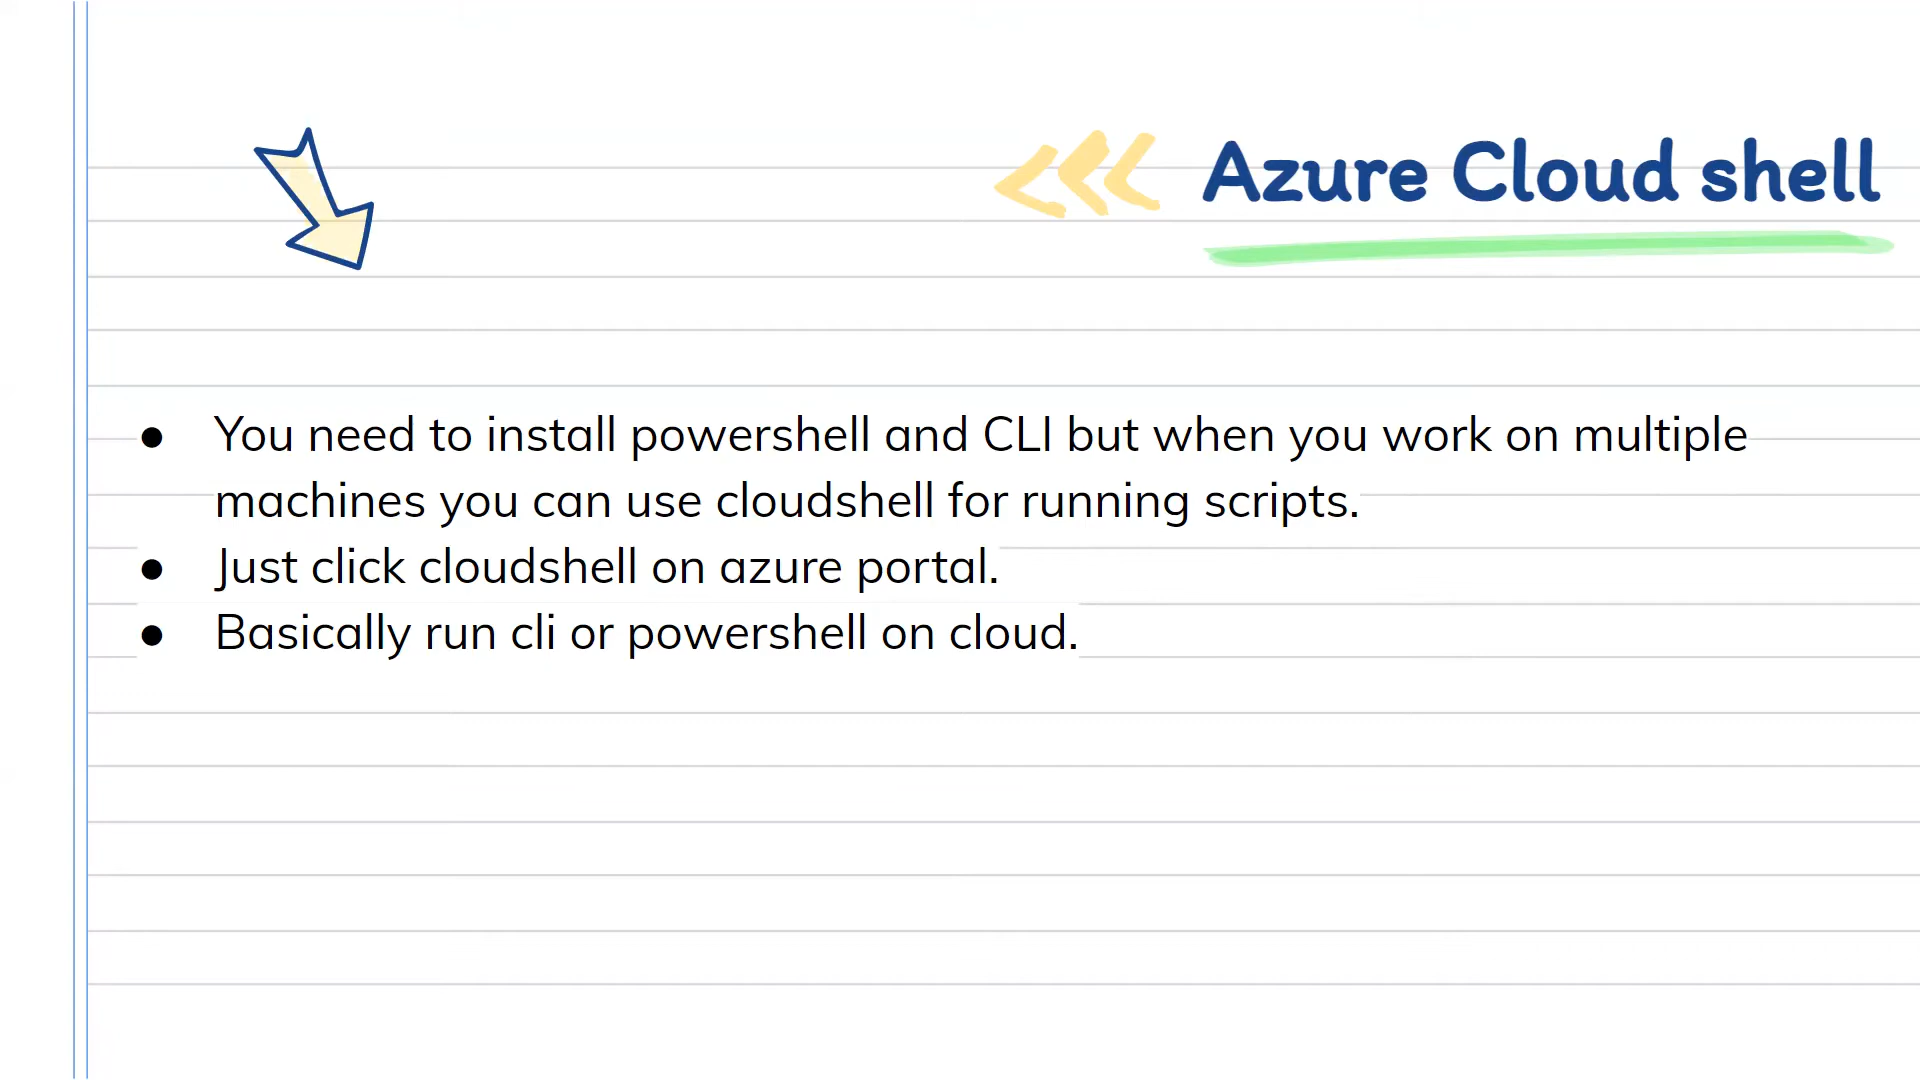 Azure Cloud shell
● You need to install powershell and CLI but when you work on multiple
machines you can use cloudshell for running scripts.
● Just click cloudshell on azure portal.
● Basically run cli or powershell on cloud.